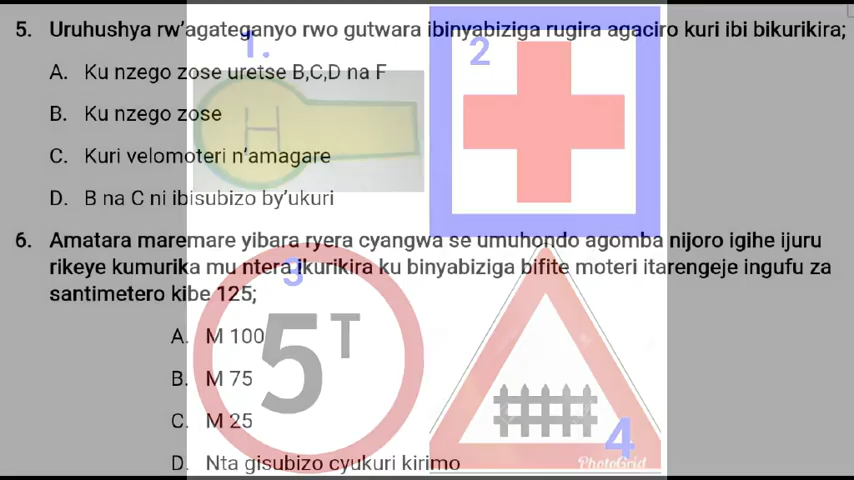 5. Uruhushya rw'agateganyo rwo gutwara ibinyabiziga rugira agaciro kuri ibi bikurikira;
A. Ku nzego zose uretse B,C,D na F
B. Ku nzego zose
C. Kuri velomoteri n'amagare
D. B na C ni ibisubizo by'ukuri
6. Amatara maremare yibara ryera cyangwa se umuhondo agomba nijoro igihe ijuru
rikeye kumurika mu ntera ikurikira ku binyabiziga bifite moteri itarengeje ingufu za
santimetero kibe 125;
A. M 100
B. M 75
C. M 25
D. Nta gisubizo cyukuri kirimo
1.
H
2
3
5T
4
PhotoGrid